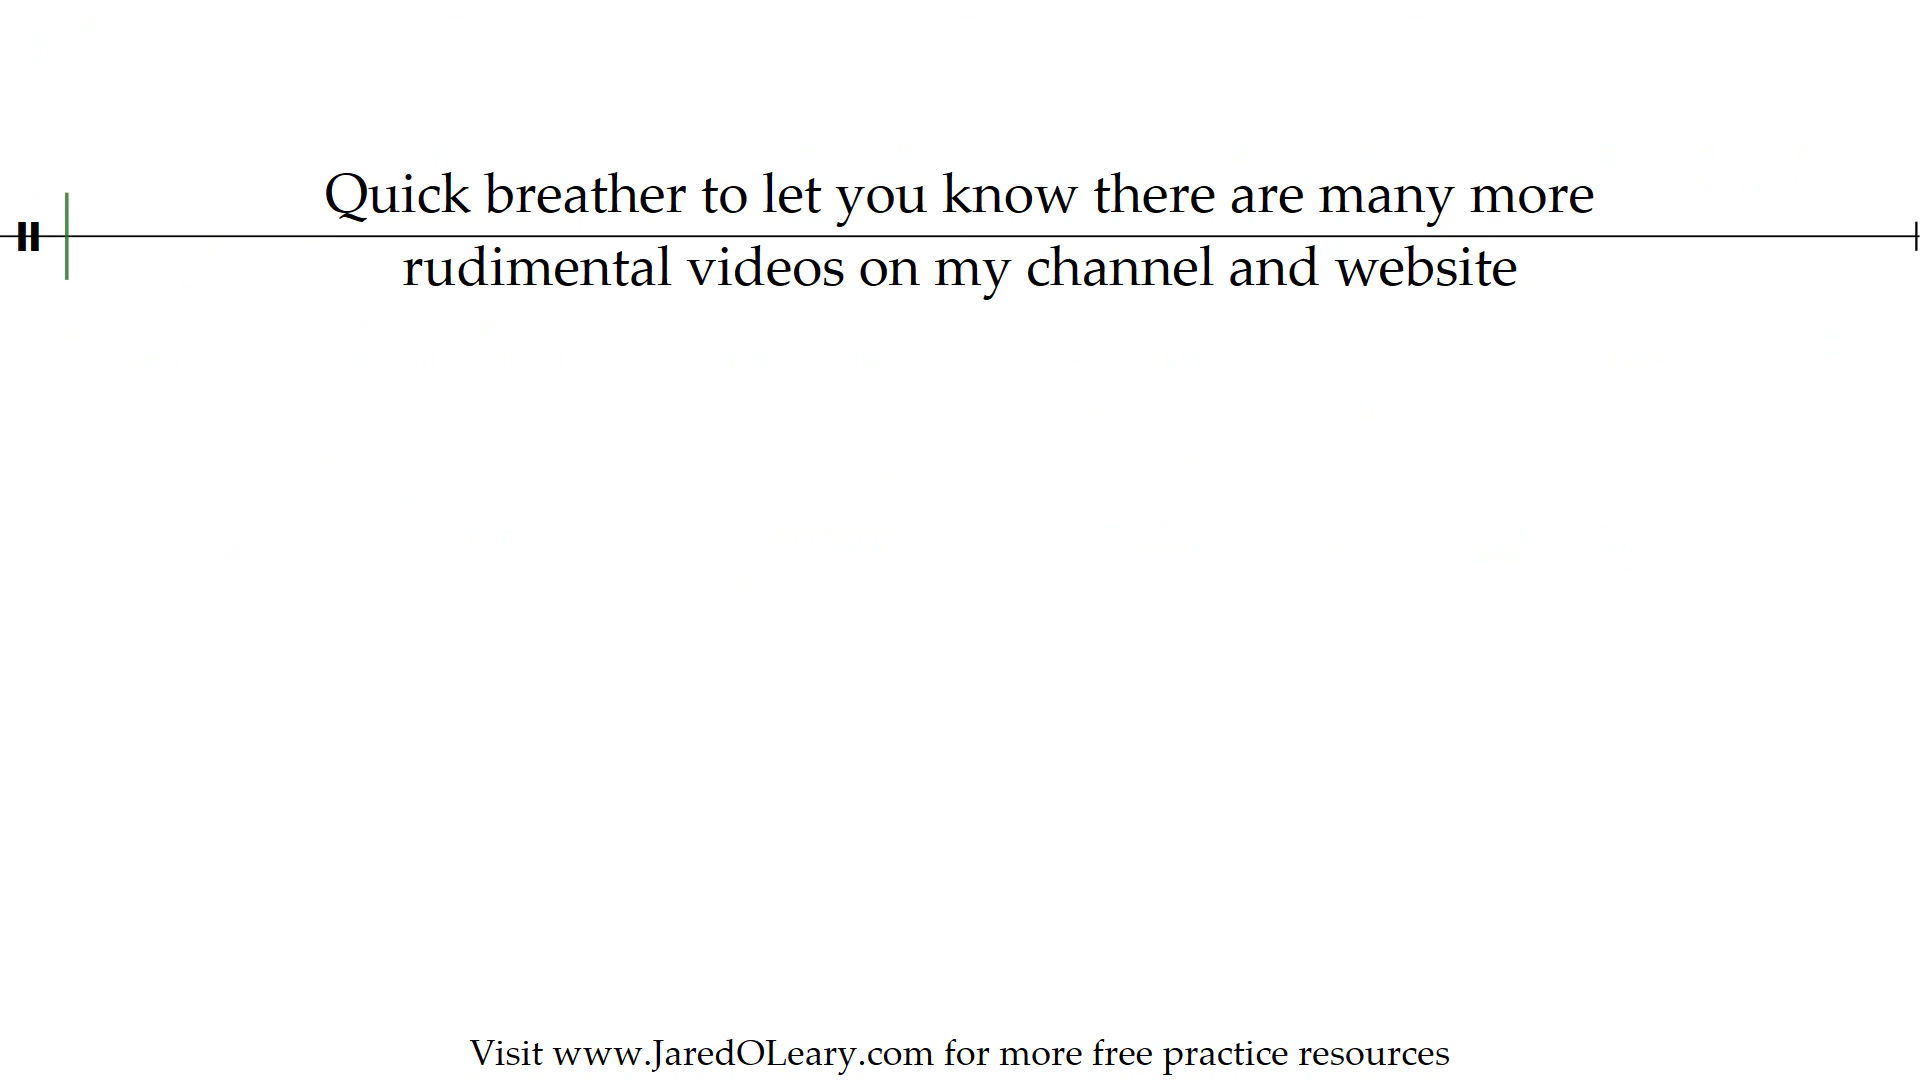 Quick breather to let you know there are many more
rudimental videos on my channel and website
Visit www.JaredOLeary.com for more free practice resources